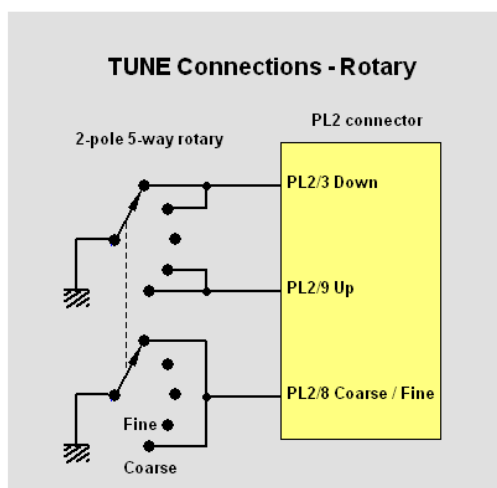 TUNE Connections - Rotary
PL2 connector
2-pole 5-way rotary
PL2/3 Down
PL2/9 Up
PL2/8 Coarse / Fine
Fine
Coarse